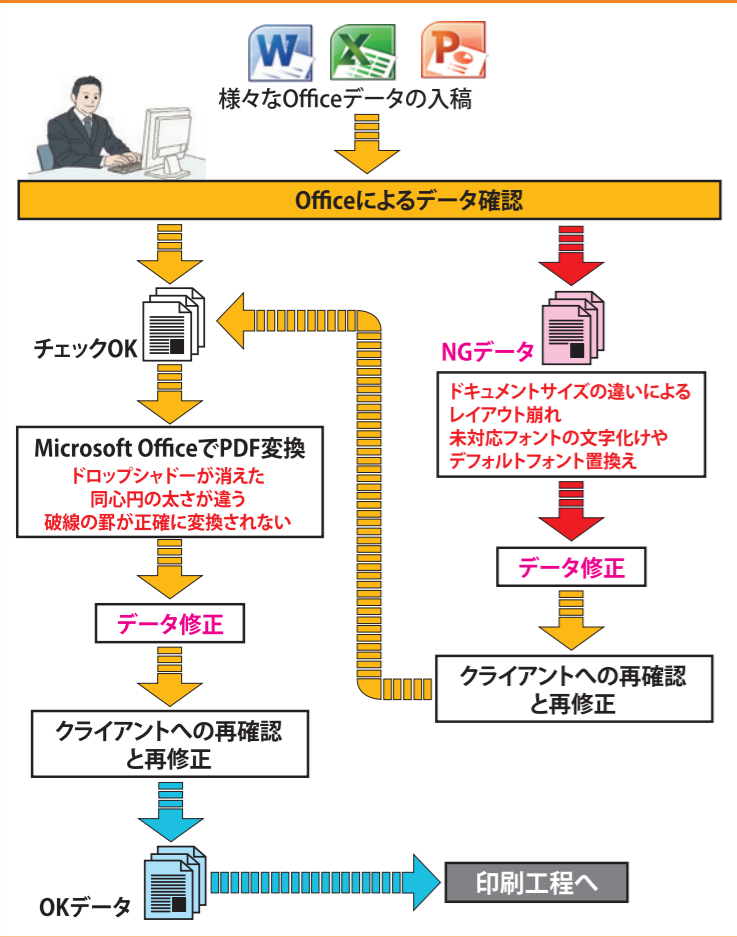 W
X
P
様々なOfficeデータの入稿
Officeによるデータ確認
チェックOK
Microsoft OfficeでPDF変換
ドロップシャドーが消えた
同心円の太さが違う
破線の罫が正確に変換されない
データ修正
クライアントへの再確認
と再修正
OKデータ
NGデータ
ドキュメントサイズの違いによる
レイアウト崩れ
未対応フォントの文字化けや
デフォルトフォント置換え
データ修正
クライアントへの再確認
と再修正
印刷工程へ